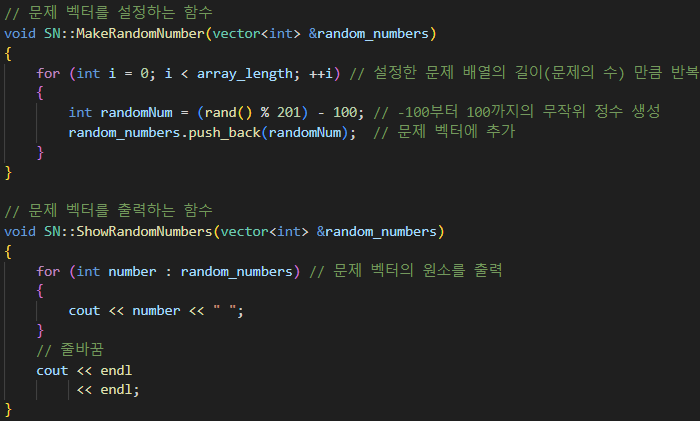 // 문제 벡터를 설정하는 함수
void SN::MakeRandomNumber(vector<int> &random_numbers)
{
    for (int i = 0; i < array_length; ++i) // 설정한 문제 배열의 길이(문제의 수) 만큼 반복
    {
        int randomNum = (rand() % 201) - 100; // -100부터 100까지의 무작위 정수 생성
        random_numbers.push_back(randomNum);  // 문제 벡터에 추가
    }
}

// 문제 벡터를 출력하는 함수
void SN::ShowRandomNumbers(vector<int> &random_numbers)
{
    for (int number : random_numbers) // 문제 벡터의 원소를 출력
    {
        cout << number << " ";
    }
    // 줄바꿈
    cout << endl
         << endl;
}